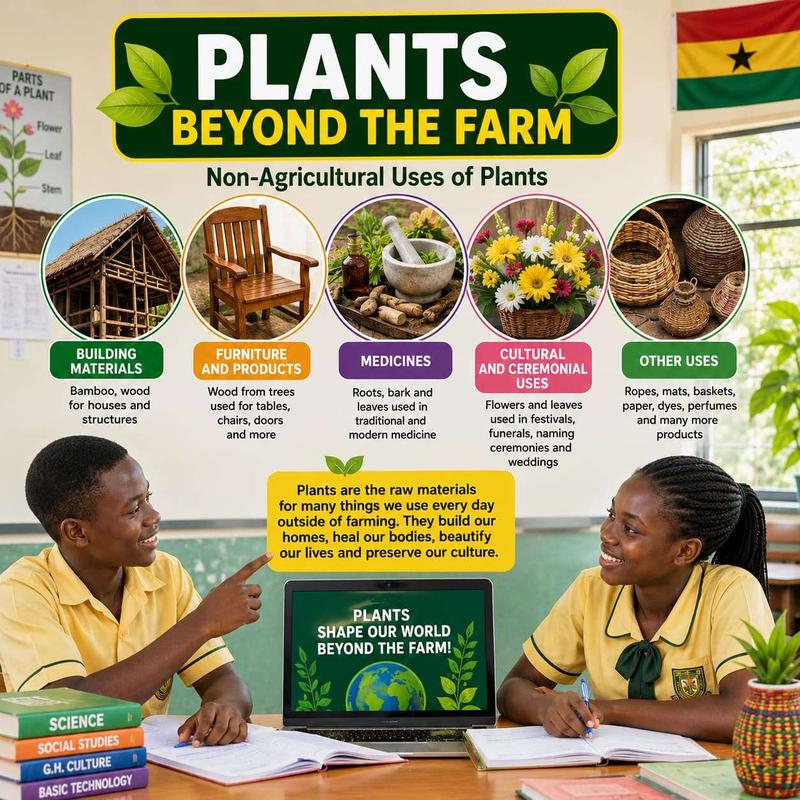 PLANTS
BEYOND THE FARM
Non-Agricultural Uses of Plants
PARTS
OF A PLANT
Flower
Leaf
Stem
BUILDING
MATERIALS
Bamboo, wood
for houses and
structures
FURNITURE
AND PRODUCTS
Wood from trees
used for tables,
chairs, doors
and more
MEDICINES
Roots, bark and
leaves used in
traditional and
modern medicine
CULTURAL
AND CEREMONIAL
USES
Flowers and leaves
used in festivals,
funerals, naming
ceremonies and
weddings
OTHER USES
Ropes, mats, baskets,
paper, dyes, perfumes
and many more
products
Plants are the raw materials
for many things we use every day
outside of farming. They build our
homes, heal our bodies, beautify
our lives and preserve our culture.
PLANTS
SHAPE OUR WORLD
BEYOND THE FARM!
SCIENCE
SOCIAL STUDIES
G.H. CULTURE
BASIC TECHNOLOGY